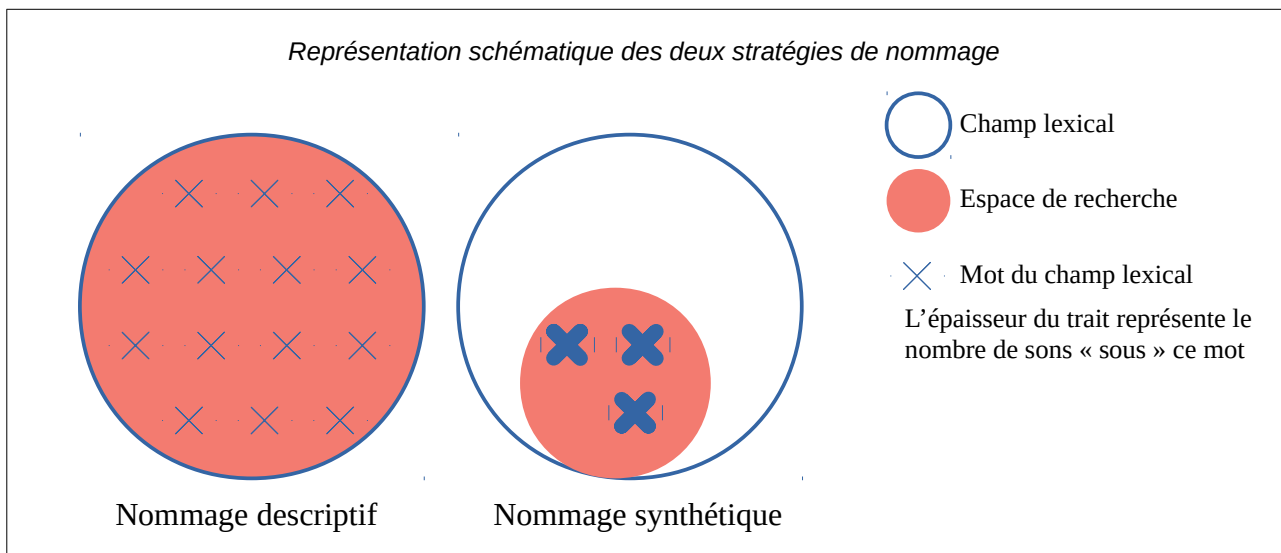 Représentation schématique des deux stratégies de nommage
Champ lexical
Espace de recherche
Mot du champ lexical
L’épaisseur du trait représente le
nombre de sons « sous » ce mot
Nommage descriptif
Nommage synthétique